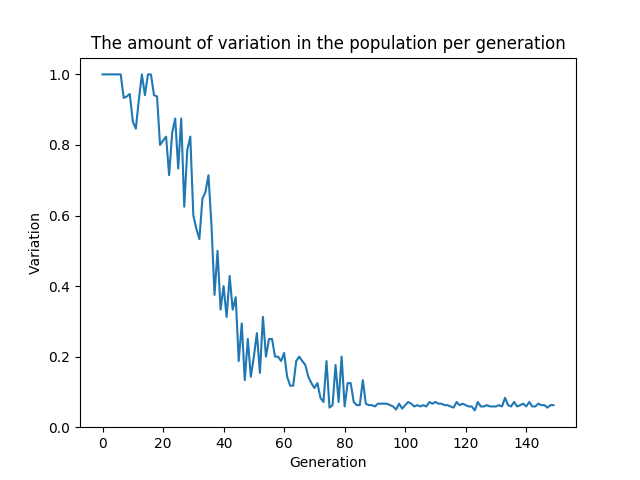 The amount of variation in the population per generation
1.0
0.8
0.6
0.4
0.2
0.0
Variation
0 20 40 60 80 100 120 140
Generation